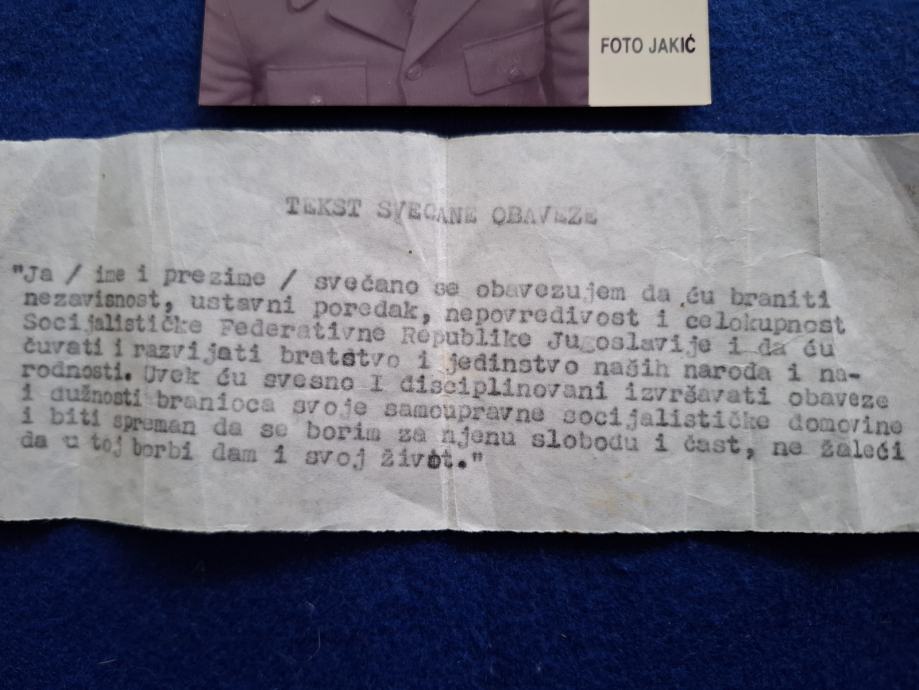 FOTO JAKIĆ
TEKST SVEČANE OBAVEZE
"Ja / ime i prezime / svečano se obavezujem da ću braniti
nezavisnost, ustavni poredak, nepovredivost i celokupnost
Socijalističke Federativne Republike Jugoslavije i da ću
čuvati i razvijati bratstvo i jedinstvo naših naroda i na-
rodnosti. Uvek ću svesno I disciplinovani izvršavati obaveze
i dužnosti branioca svoje samoupravne socijalističke domovine
i biti spreman da se borim za njenu slobodu i čast, ne žaleći
da u toj borbi dam i svoj život."